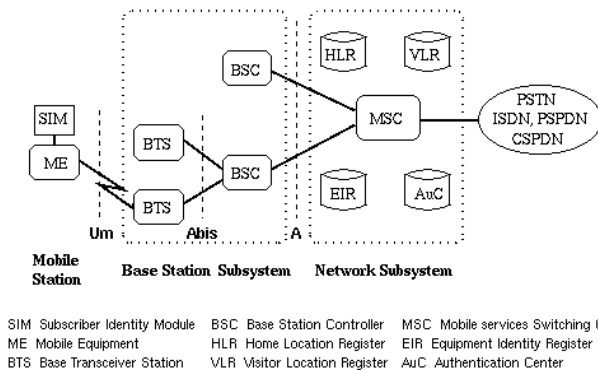 HLR VLR
BSC
PSTN
ISDN, PSPDN
CSPDN
MSC
SIM
BTS
ME
BSC
EIR AuC
BTS
Um Abis A
Mobile
Station
Base Station Subsystem Network Subsystem
SIM Subscriber Identity Module BSC Base Station Controller MSC Mobile services Switching
ME Mobile Equipment HLR Home Location Register EIR Equipment Identity Register
BTS Base Transceiver Station VLR Visitor Location Register AuC Authentication Center